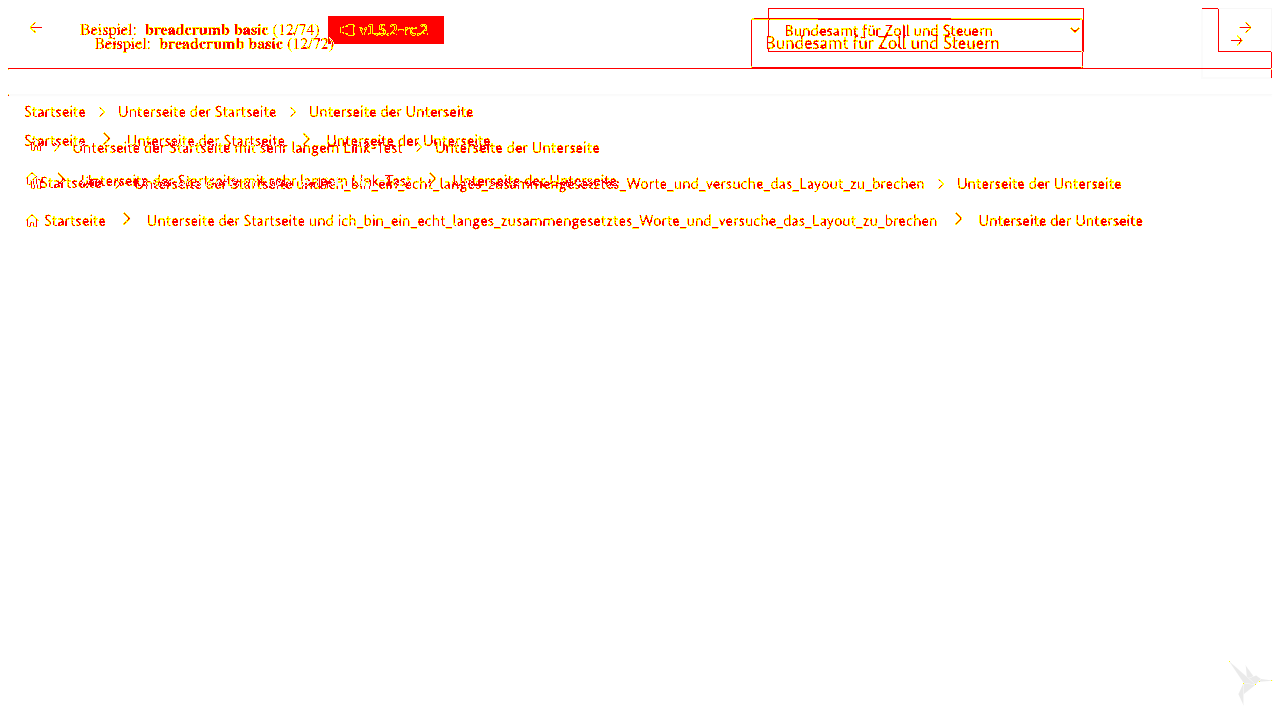 Beispiel: breadcrumb basic (12/74) v1.5.2-rc.2 Bundesamt für Zoll und Steuern
Beispiel: breadcrumb basic (12/72) Bundesamt für Zoll und Steuern
Startseite Unterseite der Startseite Unterseite der Unterseite
Startseite Unterseite der Startseite Unterseite der Unterseite
Unterseite der Startseite mit sehr langem Link-Test Unterseite der Unterseite
Unterseite der Startseite mit sehr langem Link-Test Unterseite der Unterseite
Startseite Unterseite der Startseite und ich_bin_ein_echt_langes_zusammengesetztes_Worte_und_versuche_das_Layout_zu_brechen Unterseite der Unterseite
Startseite Unterseite der Startseite und ich_bin_ein_echt_langes_zusammengesetztes_Worte_und_versuche_das_Layout_zu_brechen Unterseite der Unterseite